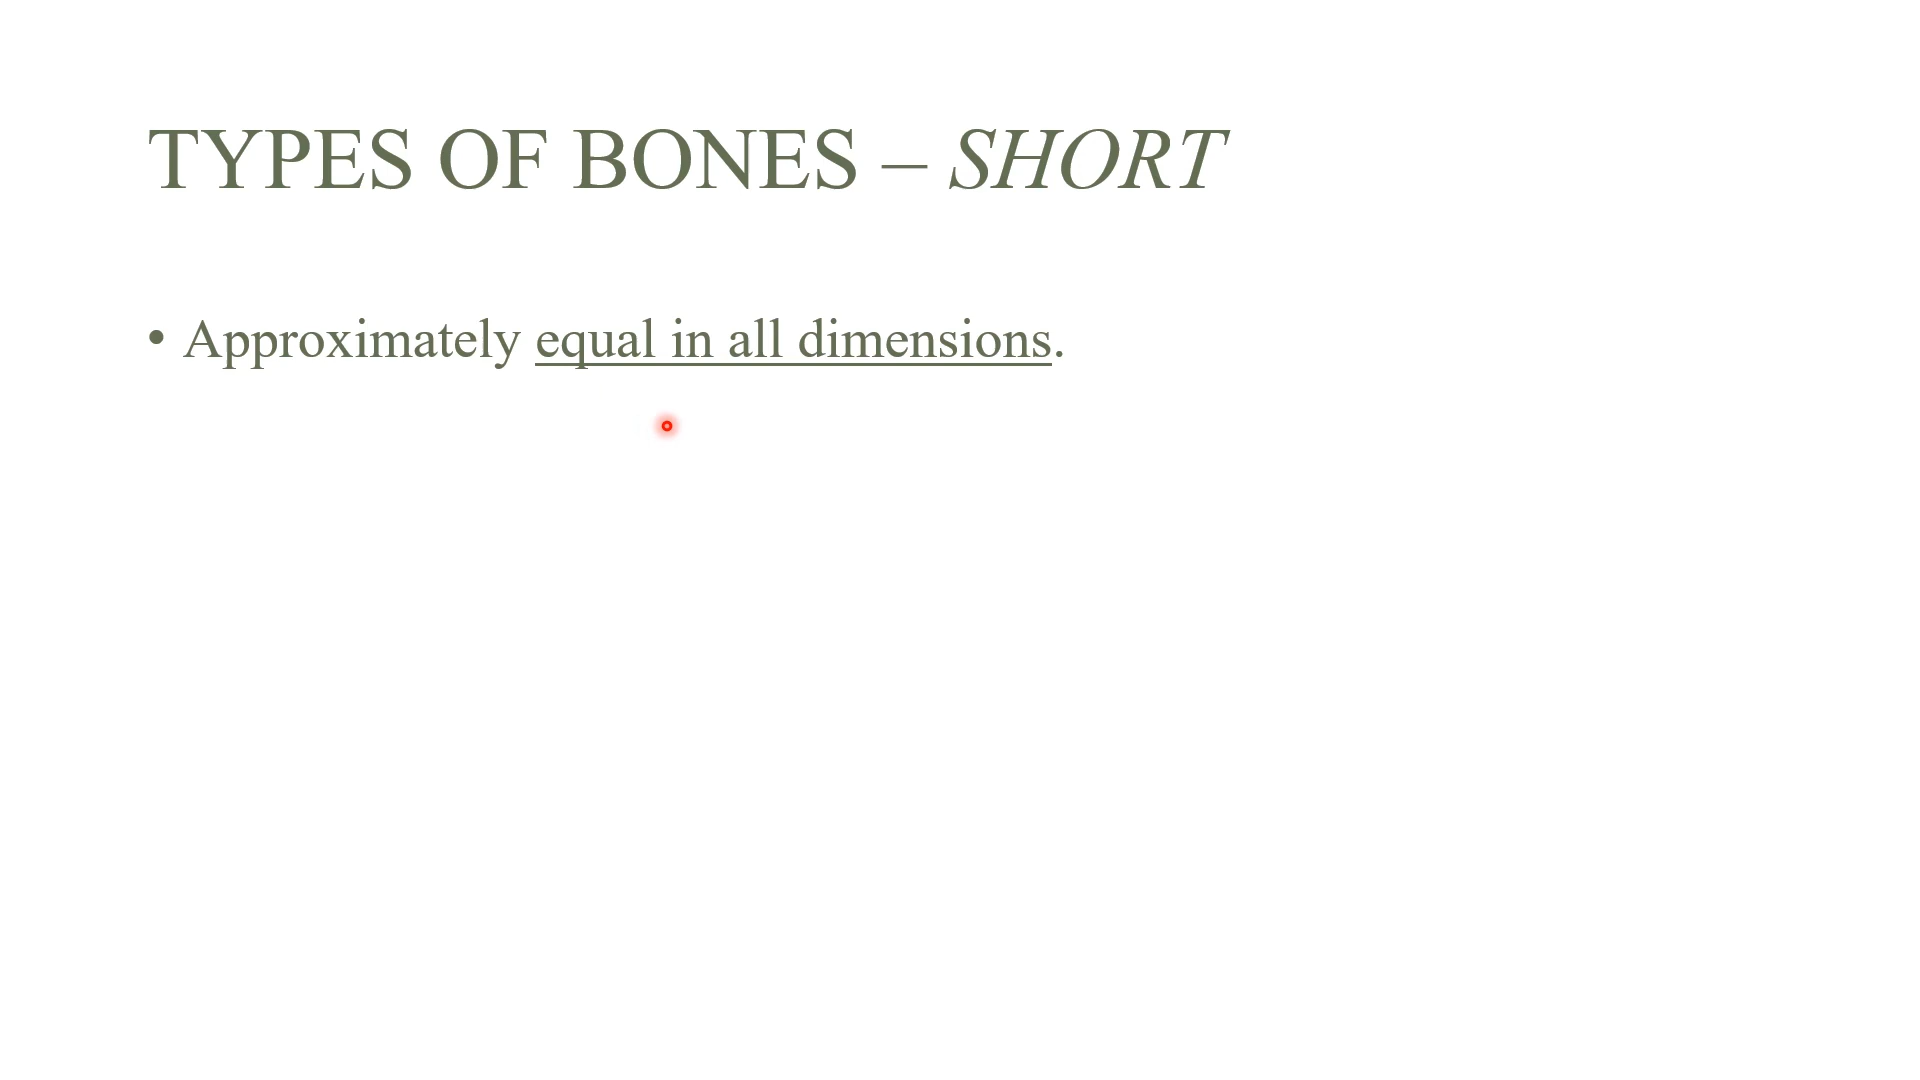 TYPES OF BONES – SHORT
• Approximately equal in all dimensions.